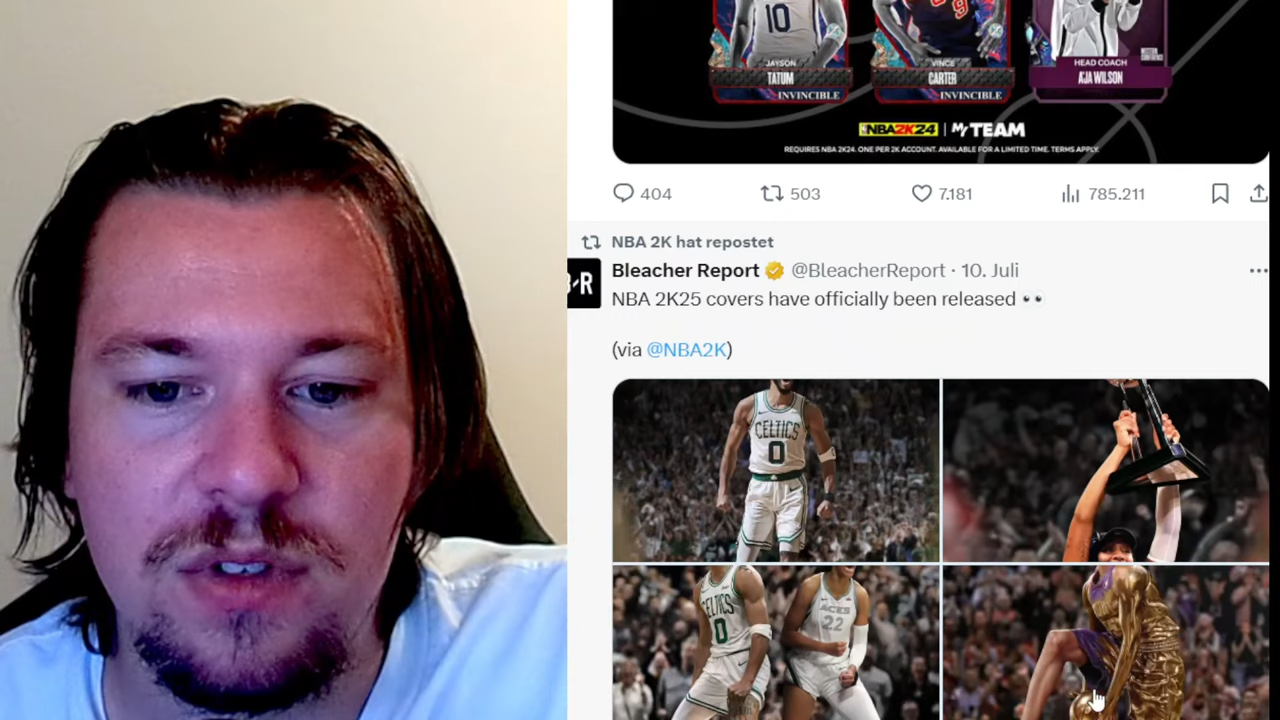 10
JAYSON
TATUM
INVINCIBLE
VINCE
CARTER
INVINCIBLE
HEAD COACH
A'JA WILSON
NBA2K24 | MyTEAM
REQUIRES NBA 2K24. ONE PER 2K ACCOUNT. AVAILABLE FOR A LIMITED TIME. TERMS APPLY.
404 503 7.181 785.211
NBA 2K hat repostet
B/R
Bleacher Report @BleacherReport · 10. Juli
NBA 2K25 covers have officially been released 👀
(via @NBA2K)
CELTICS
0
CELTICS
0
ACES
22